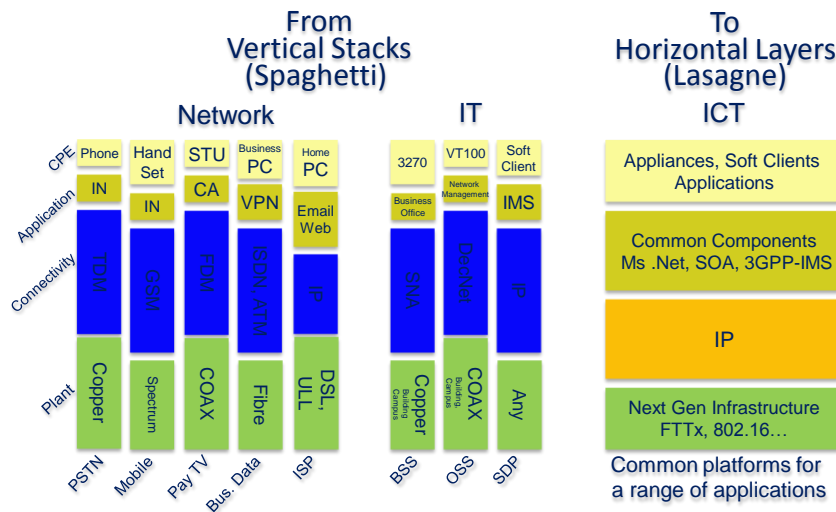 From
Vertical Stacks
(Spaghetti)
To
Horizontal Layers
(Lasagne)
Network
IT
ICT
CPE
Application
Connectivity
Plant
Phone
IN
TDM
Copper
PSTN
Hand
Set
IN
GSM
Spectrum
Mobile
STU
CA
FDM
COAX
Pay TV
Business
PC
VPN
ISDN, ATM
Fibre
Bus. Data
Home
PC
Email
Web
IP
DSL,
ULL
ISP
3270
Business
Office
SNA
Copper
Building
Campus
BSS
VT100
Network
Management
DecNet
COAX
Building,
Campus
OSS
Soft
Client
IMS
IP
Any
SDP
Appliances, Soft Clients
Applications
Common Components
Ms .Net, SOA, 3GPP-IMS
IP
Next Gen Infrastructure
FTTx, 802.16…
Common platforms for
a range of applications